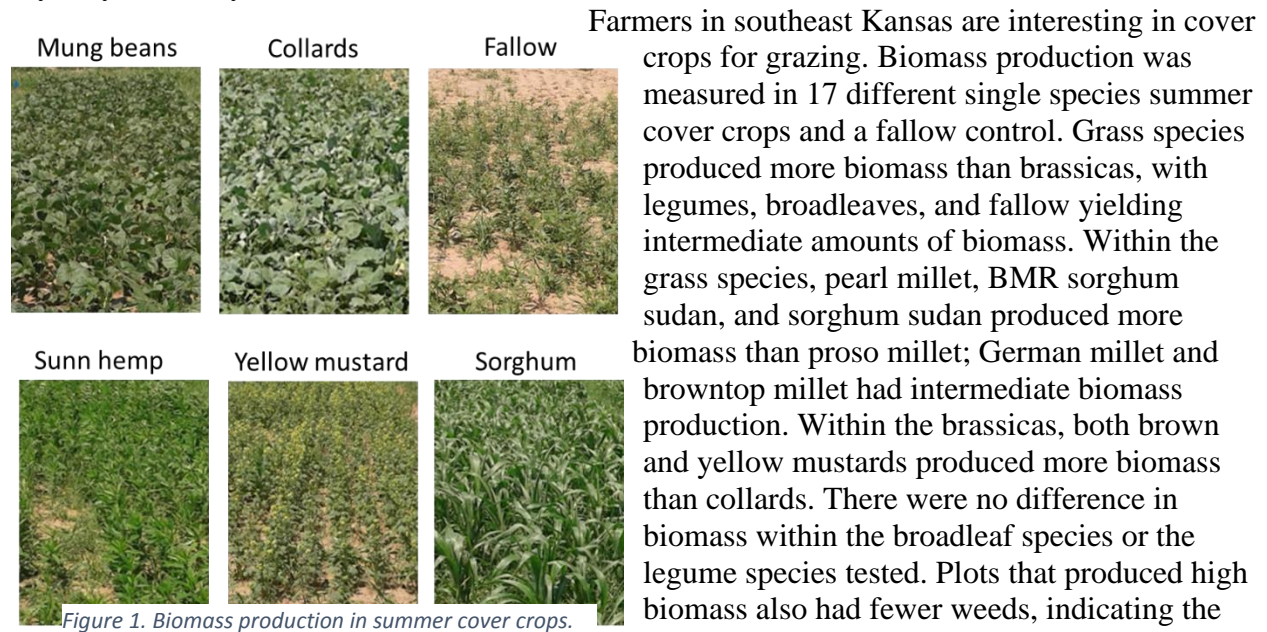 Mung beans
Collards
Fallow
Sunn hemp
Yellow mustard
Sorghum
Figure 1. Biomass production in summer cover crops.
Farmers in southeast Kansas are interesting in cover
crops for grazing. Biomass production was
measured in 17 different single species summer
cover crops and a fallow control. Grass species
produced more biomass than brassicas, with
legumes, broadleaves, and fallow yielding
intermediate amounts of biomass. Within the
grass species, pearl millet, BMR sorghum
sudan, and sorghum sudan produced more
biomass than proso millet; German millet and
browntop millet had intermediate biomass
production. Within the brassicas, both brown
and yellow mustards produced more biomass
than collards. There were no difference in
biomass within the broadleaf species or the
legume species tested. Plots that produced high
biomass also had fewer weeds, indicating the